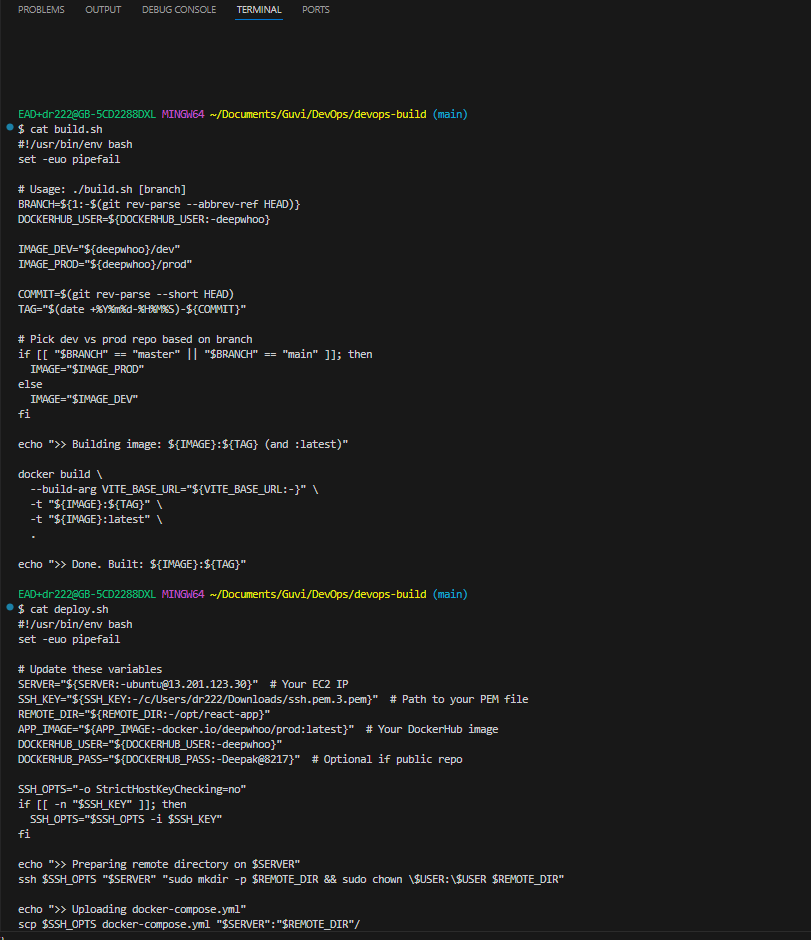 PROBLEMS OUTPUT DEBUG CONSOLE TERMINAL PORTS
EAD+dr222@GB-5CD2288DXL MINGW64 ~/Documents/Guvi/DevOps/devops-build (main)
$ cat build.sh
#!/usr/bin/env bash
set -euo pipefail

# Usage: ./build.sh [branch]
BRANCH=${1:-$(git rev-parse --abbrev-ref HEAD)}
DOCKERHUB_USER=${DOCKERHUB_USER:-deepwhoo}

IMAGE_DEV="${deepwhoo}/dev"
IMAGE_PROD="${deepwhoo}/prod"

COMMIT=$(git rev-parse --short HEAD)
TAG="$(date +%Y%m%d-%H%M%S)-${COMMIT}"

# Pick dev vs prod repo based on branch
if [[ "$BRANCH" == "master" || "$BRANCH" == "main" ]]; then
  IMAGE="$IMAGE_PROD"
else
  IMAGE="$IMAGE_DEV"
fi

echo ">> Building image: ${IMAGE}:${TAG} (and :latest)"

docker build \
  --build-arg VITE_BASE_URL="${VITE_BASE_URL:-}" \
  -t "${IMAGE}:${TAG}" \
  -t "${IMAGE}:latest" \
  .

echo ">> Done. Built: ${IMAGE}:${TAG}"

EAD+dr222@GB-5CD2288DXL MINGW64 ~/Documents/Guvi/DevOps/devops-build (main)
$ cat deploy.sh
#!/usr/bin/env bash
set -euo pipefail

# Update these variables
SERVER="${SERVER:-ubuntu@13.201.123.30}"  # Your EC2 IP
SSH_KEY="${SSH_KEY:-/c/Users/dr222/Downloads/ssh.pem.3.pem}"  # Path to your PEM file
REMOTE_DIR="${REMOTE_DIR:-/opt/react-app}"
APP_IMAGE="${APP_IMAGE:-docker.io/deepwhoo/prod:latest}"  # Your DockerHub image
DOCKERHUB_USER="${DOCKERHUB_USER:-deepwhoo}"
DOCKERHUB_PASS="${DOCKERHUB_PASS:-Deepak@8217}"  # Optional if public repo

SSH_OPTS="-o StrictHostKeyChecking=no"
if [[ -n "$SSH_KEY" ]]; then
  SSH_OPTS="$SSH_OPTS -i $SSH_KEY"
fi

echo ">> Preparing remote directory on $SERVER"
ssh $SSH_OPTS "$SERVER" "sudo mkdir -p $REMOTE_DIR && sudo chown \$USER:\$USER $REMOTE_DIR"

echo ">> Uploading docker-compose.yml"
scp $SSH_OPTS docker-compose.yml "$SERVER":"$REMOTE_DIR"/